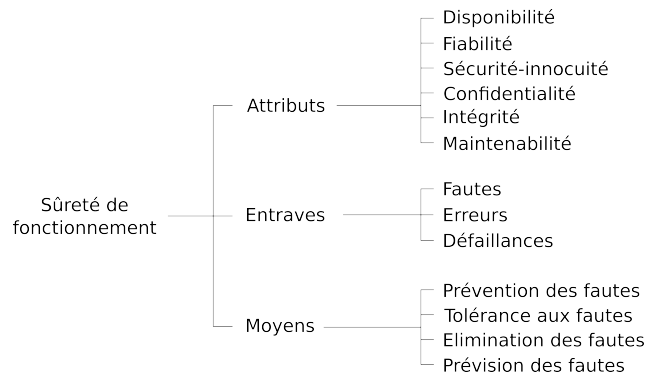 Sûreté de
fonctionnement
Attributs
Disponibilité
Fiabilité
Sécurité-innocuité
Confidentialité
Intégrité
Maintenabilité
Entraves
Fautes
Erreurs
Défaillances
Moyens
Prévention des fautes
Tolérance aux fautes
Elimination des fautes
Prévision des fautes